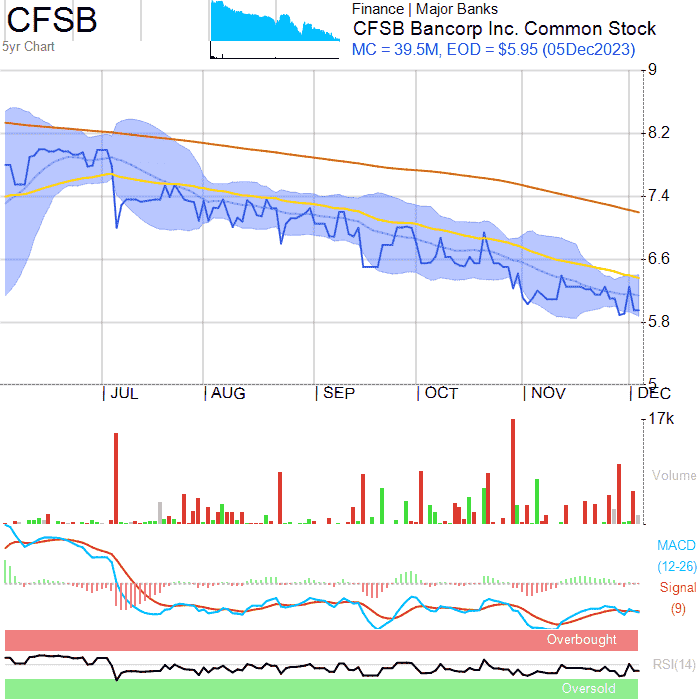 CFSB
5yr Chart
Finance | Major Banks
CFSB Bancorp Inc. Common Stock
MC = 39.5M, EOD = $5.95 (05Dec2023)
9
8.2
7.4
6.6
5.8
5
JUL AUG SEP OCT NOV DEC
17k
Volume
MACD
(12-26)
Signal
(9)
Overbought
RSI(14)
Oversold